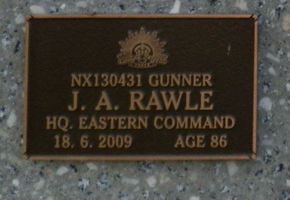 NX130431 GUNNER
J. A. RAWLE
HQ. EASTERN COMMAND
18. 6. 2009 AGE 86